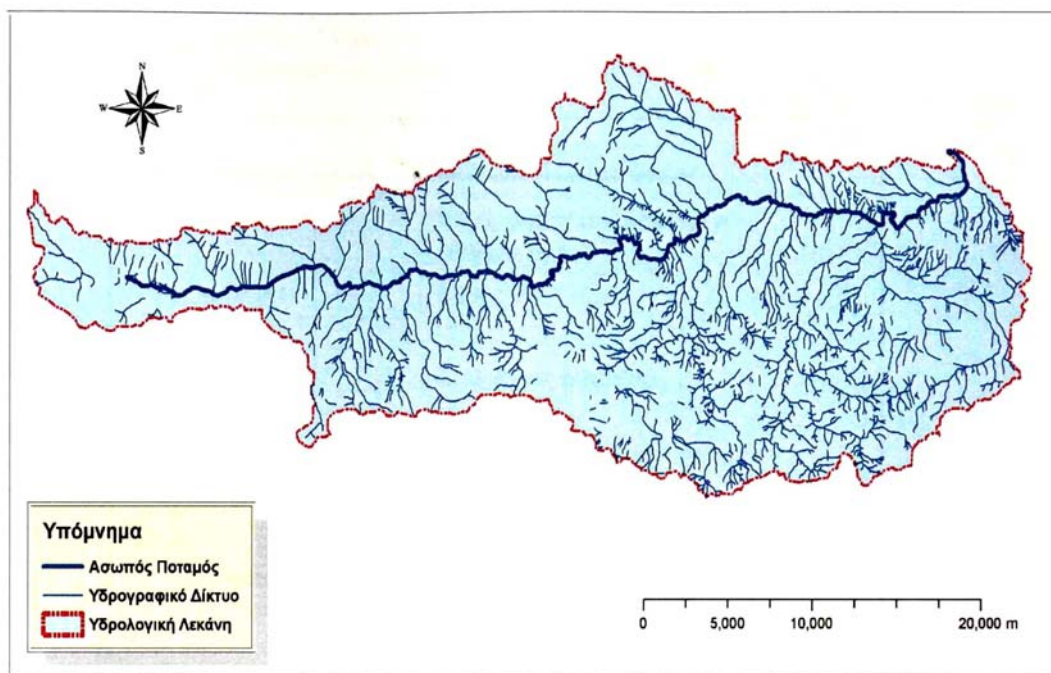 N
W E
S
Υπόμνημα
Ασωπός Ποταμός
Υδρογραφικό Δίκτυο
Υδρολογική Λεκάνη
0 5,000 10,000 20,000 m